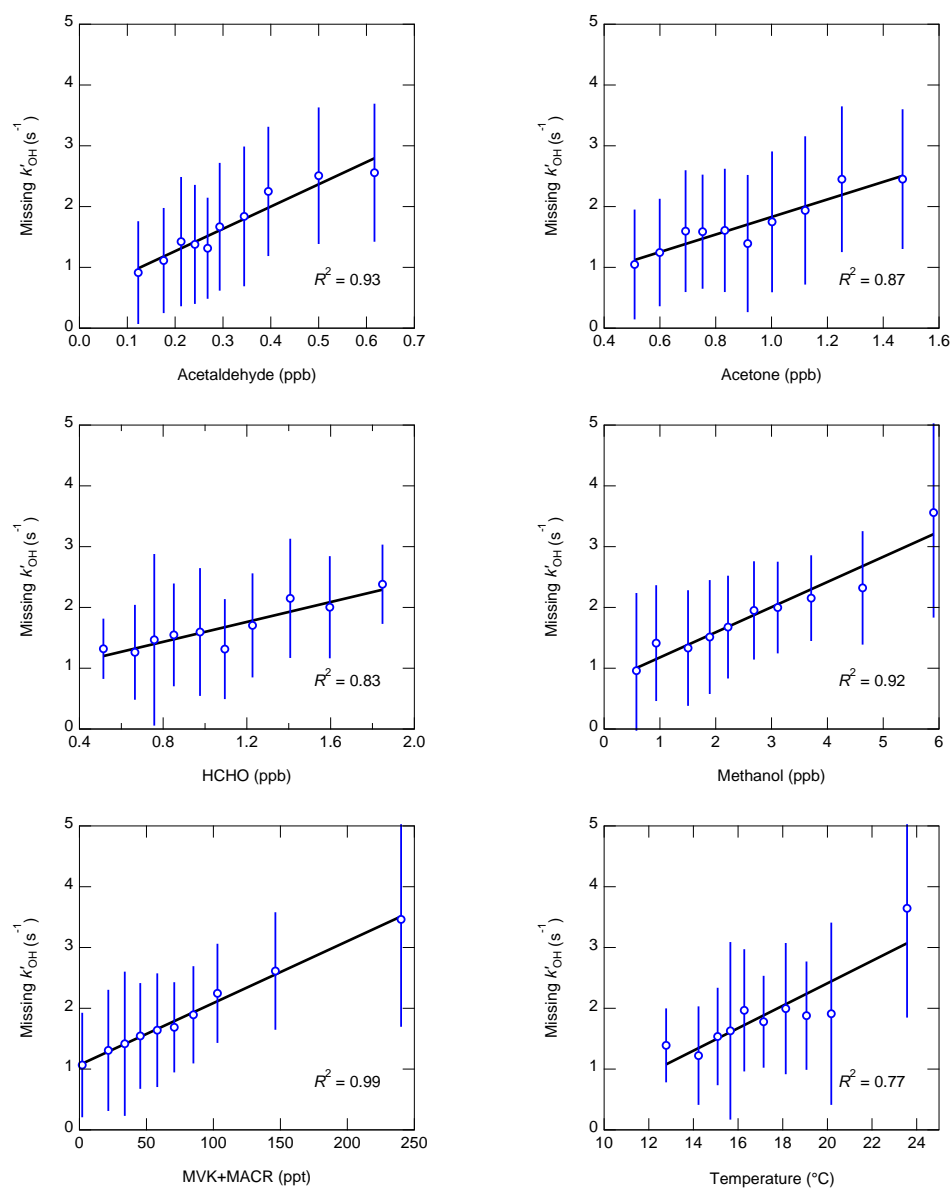 5
4
3
2
1
0
Missing k′OH (s-1)
R2 = 0.93
0.0 0.1 0.2 0.3 0.4 0.5 0.6 0.7
Acetaldehyde (ppb)
5
4
3
2
1
0
Missing k′OH (s-1)
R2 = 0.87
0.4 0.6 0.8 1.0 1.2 1.4 1.6
Acetone (ppb)
5
4
3
2
1
0
Missing k′OH (s-1)
R2 = 0.83
0.4 0.8 1.2 1.6 2.0
HCHO (ppb)
5
4
3
2
1
0
Missing k′OH (s-1)
R2 = 0.92
0 1 2 3 4 5 6
Methanol (ppb)
5
4
3
2
1
0
Missing k′OH (s-1)
R2 = 0.99
0 50 100 150 200 250
MVK+MACR (ppt)
5
4
3
2
1
0
Missing k′OH (s-1)
R2 = 0.77
10 12 14 16 18 20 22 24
Temperature (°C)